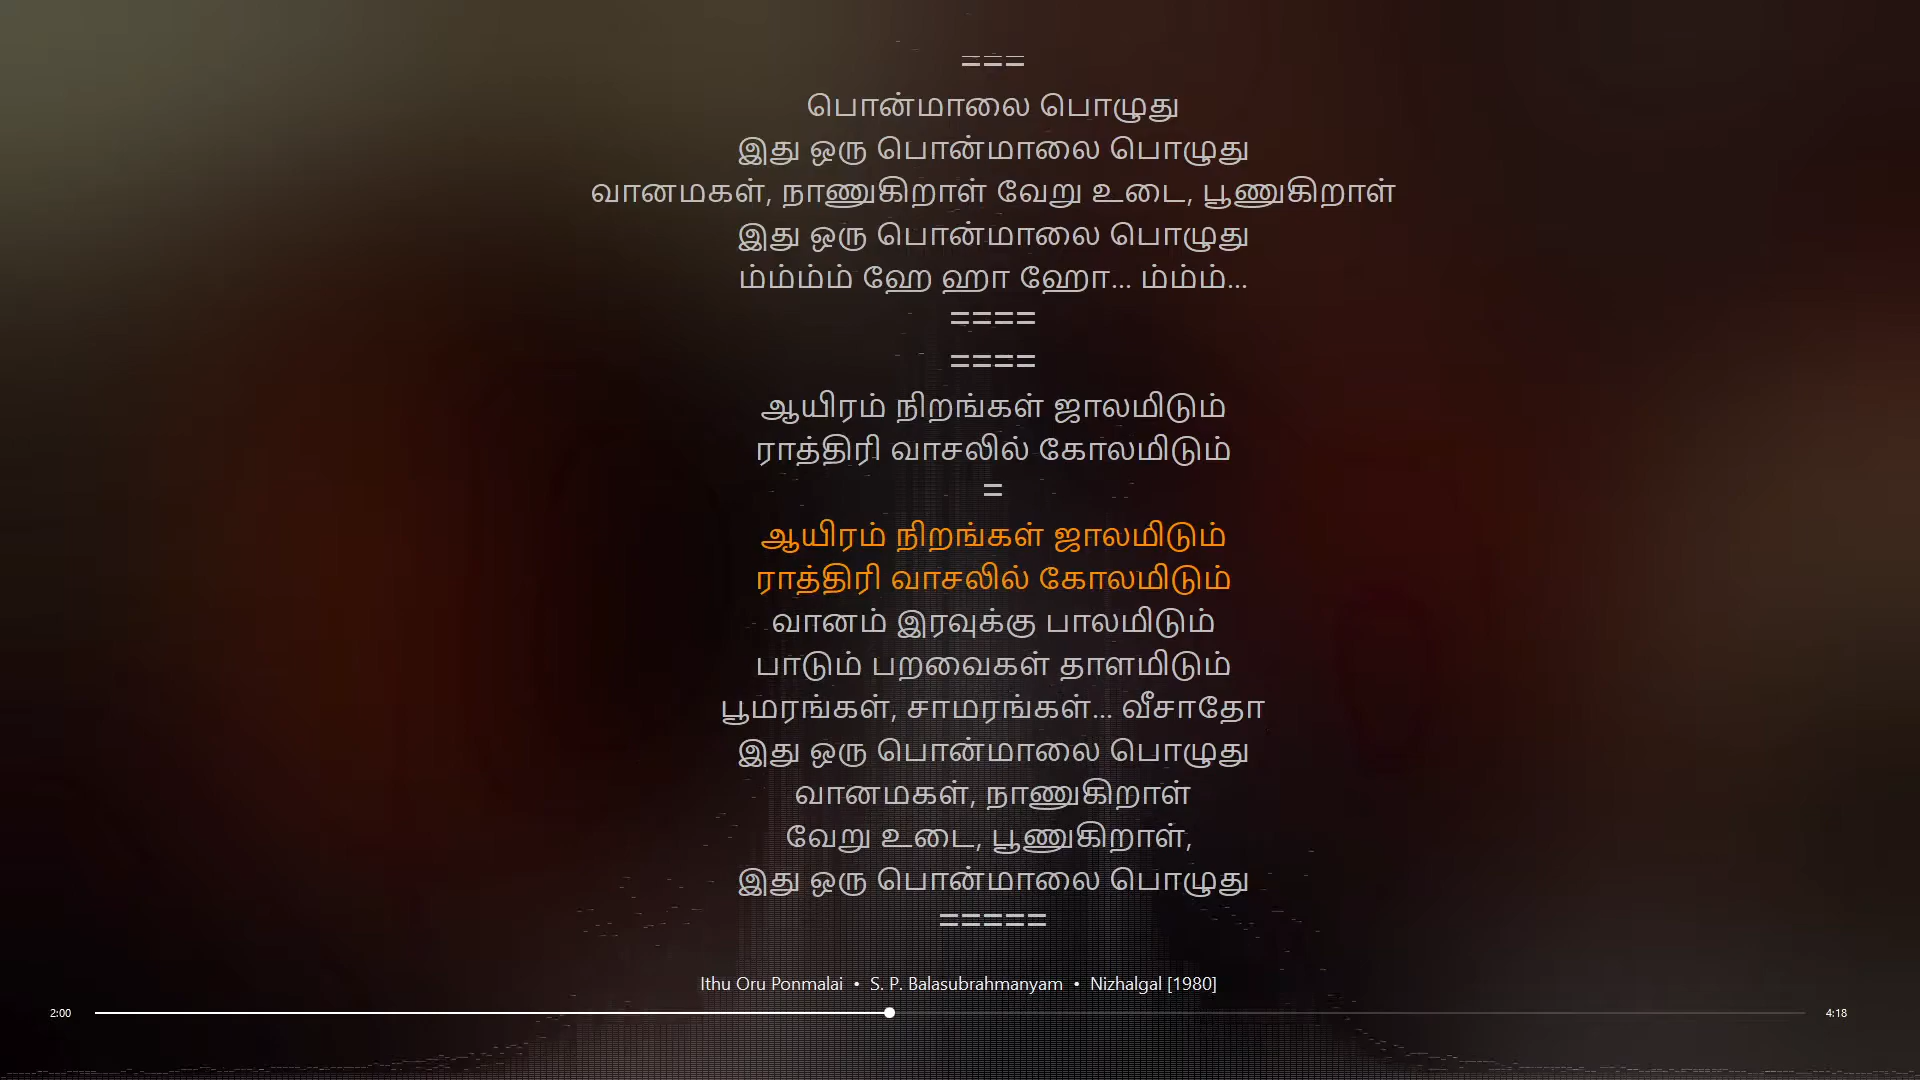 ===
பொன்மாலை பொழுது
இது ஒரு பொன்மாலை பொழுது
வானமகள், நாணுகிறாள் வேறு உடை, பூணுகிறாள்
இது ஒரு பொன்மாலை பொழுது
ம்ம்ம்ம் ஹே ஹா ஹோ... ம்ம்ம்...
====
====
ஆயிரம் நிறங்கள் ஜாலமிடும்
ராத்திரி வாசலில் கோலமிடும்
=
ஆயிரம் நிறங்கள் ஜாலமிடும்
ராத்திரி வாசலில் கோலமிடும்
வானம் இரவுக்கு பாலமிடும்
பாடும் பறவைகள் தாளமிடும்
பூமரங்கள், சாமரங்கள்... வீசாதோ
இது ஒரு பொன்மாலை பொழுது
வானமகள், நாணுகிறாள்
வேறு உடை, பூணுகிறாள்,
இது ஒரு பொன்மாலை பொழுது
=====
Ithu Oru Ponmalai • S. P. Balasubrahmanyam • Nizhalgal [1980]
2:00 4:18